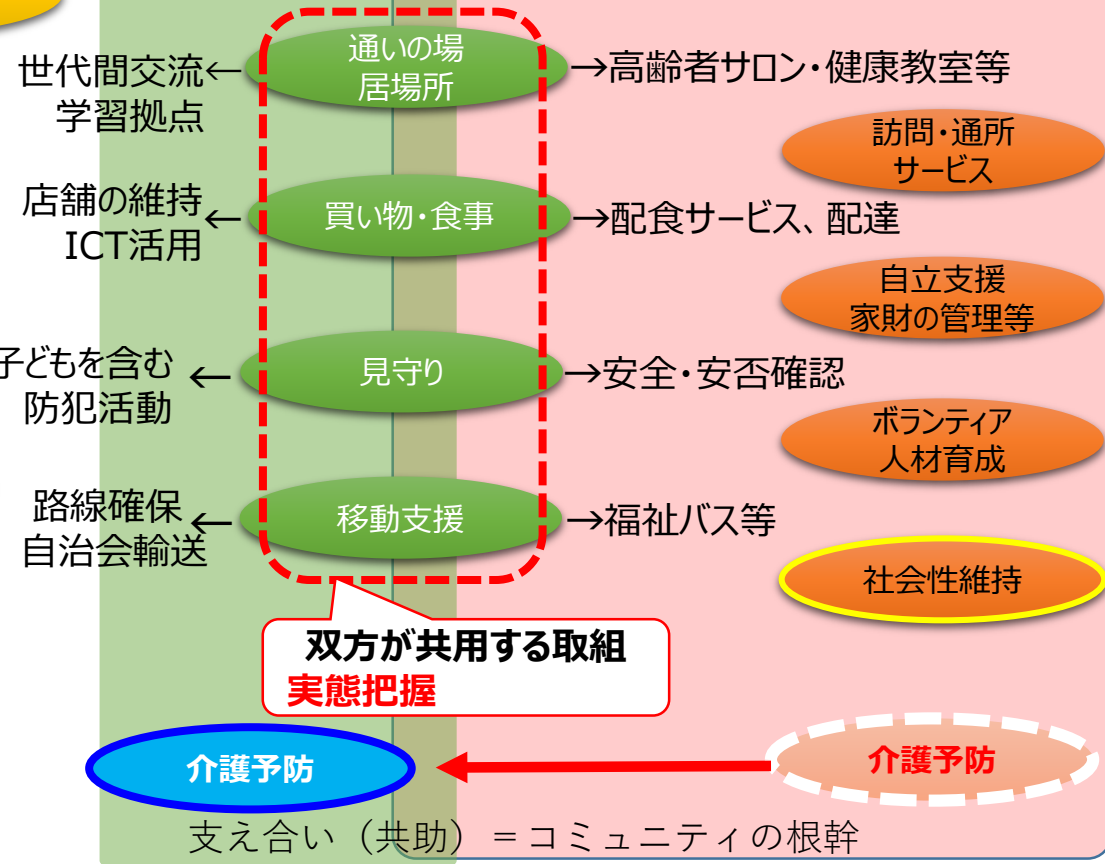 通いの場
居場所
世代間交流←
学習拠点
→高齢者サロン・健康教室等
訪問・通所
サービス
店舗の維持
ICT活用
←
買い物・食事
→配食サービス、配達
自立支援
家財の管理等
子どもを含む
防犯活動
←
見守り
→安全・安否確認
ボランティア
人材育成
路線確保
自治会輸送
←
移動支援
→福祉バス等
社会性維持
双方が共用する取組
実態把握
介護予防
介護予防
支え合い（共助）＝コミュニティの根幹